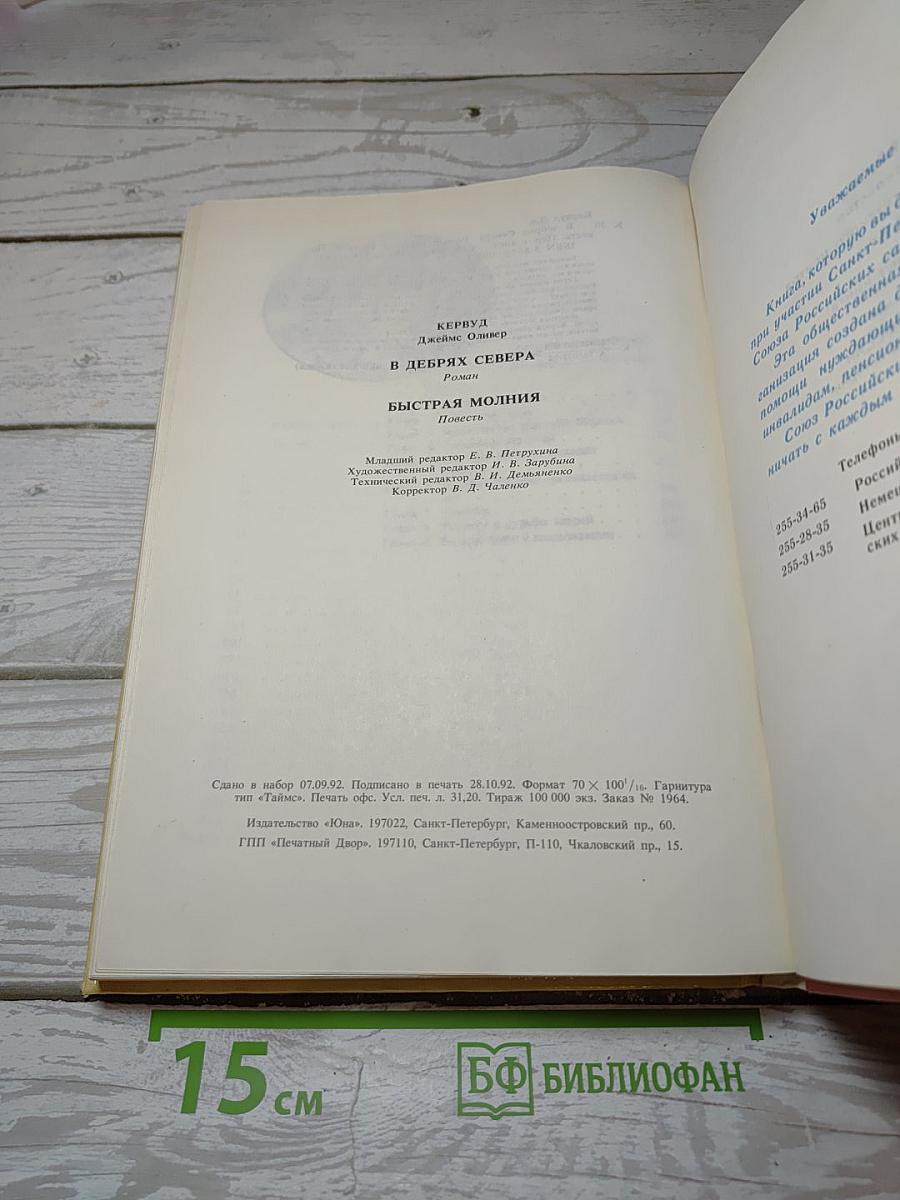 КЕРВУД
Джеймс Оливер
В ДЕБРЯХ СЕВЕРА
Роман
БЫСТРАЯ МОЛНИЯ
Повесть
Младший редактор Е. В. Петрухина
Художественный редактор И. В. Зарубина
Технический редактор В. И. Демьяненко
Корректор В. Д. Чаленко
Сдано в набор 07.09.92. Подписано в печать 28.10.92. Формат 70 × 100¹/₁₆. Гарнитура
тип «Таймс». Печать офс. Усл. печ. л. 31,20. Тираж 100 000 экз. Заказ № 1964.
Издательство «Юна». 197022, Санкт-Петербург, Каменноостровский пр., 60.
ГПП «Печатный Двор». 197110, Санкт-Петербург, П-110, Чкаловский пр., 15.
Уважаемые
Книга, которую вы
при участии Санкт-Пе
Союза Российских са
Эта общественная
ганизация создана с
помощи нуждающи
инвалидам, пенсион
Союз Российски
ничать с каждым
Телефоны
255-34-65 Россий
255-28-35 Немец
255-31-35 Центр
ских
15 см
БФ БИБЛИОФАН